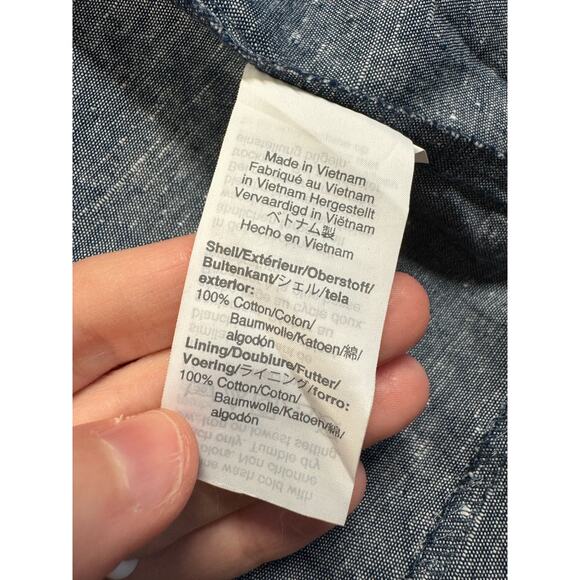 Made in Vietnam
Fabriqué au Vietnam
in Vietnam Hergestellt
Vervaardigd in Viëtnam
ベトナム製
Hecho en Vietnam
Shell/Extérieur/Oberstoff/
Buitenkant/シェル/tela
exterior:
100% Cotton/Coton/
Baumwolle/Katoen/綿/
algodón
Lining/Doublure/Futter/
Voering/ライニング/forro:
100% Cotton/Coton/
Baumwolle/Katoen/綿/
algodón